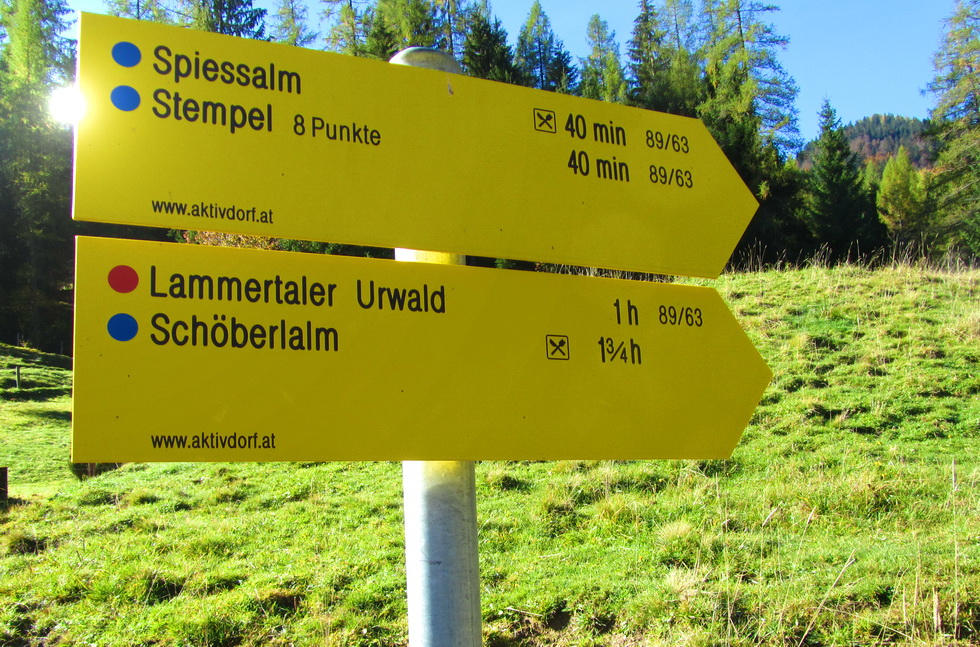 Spiessalm 40 min 89/63
Stempel 8 Punkte 40 min 89/63
www.aktivdorf.at
Lammertaler Urwald 1 h 89/63
Schöberlalm 1¾ h
www.aktivdorf.at